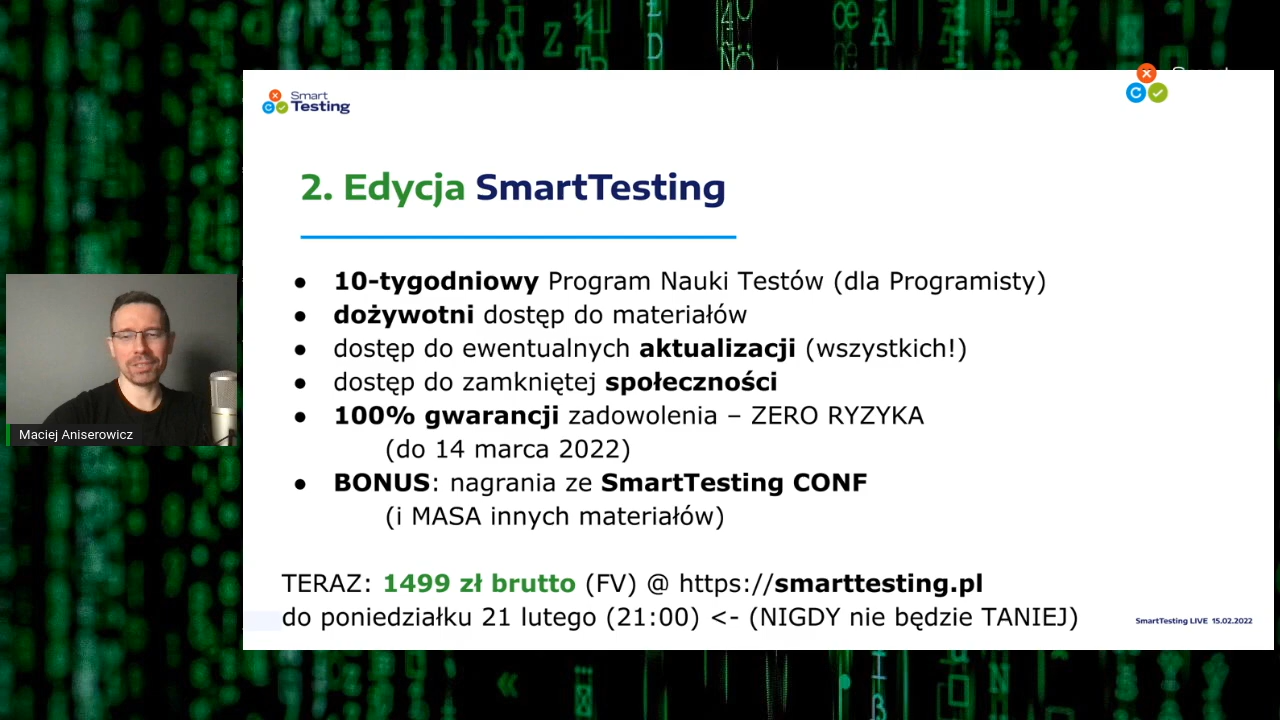 Smart
Testing
2. Edycja SmartTesting
● 10-tygodniowy Program Nauki Testów (dla Programisty)
● dożywotni dostęp do materiałów
● dostęp do ewentualnych aktualizacji (wszystkich!)
● dostęp do zamkniętej społeczności
● 100% gwarancji zadowolenia – ZERO RYZYKA
(do 14 marca 2022)
● BONUS: nagrania ze SmartTesting CONF
(i MASA innych materiałów)
TERAZ: 1499 zł brutto (FV) @ https://smarttesting.pl
do poniedziałku 21 lutego (21:00) <- (NIGDY nie będzie TANIEJ)
SmartTesting LIVE 15.02.2022
Maciej Aniserowicz